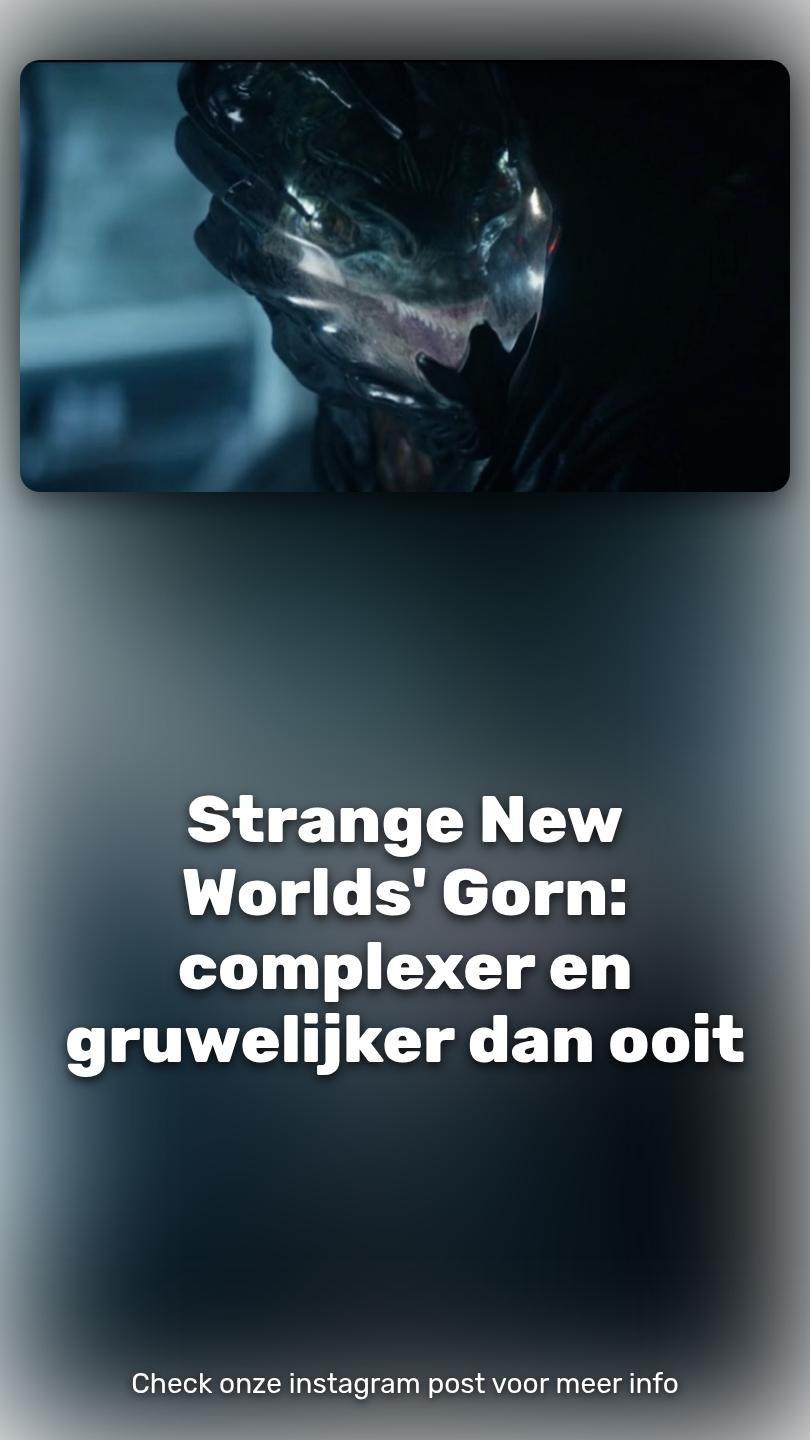 Strange New
Worlds' Gorn:
complexer en
gruwelijker dan ooit
Check onze instagram post voor meer info